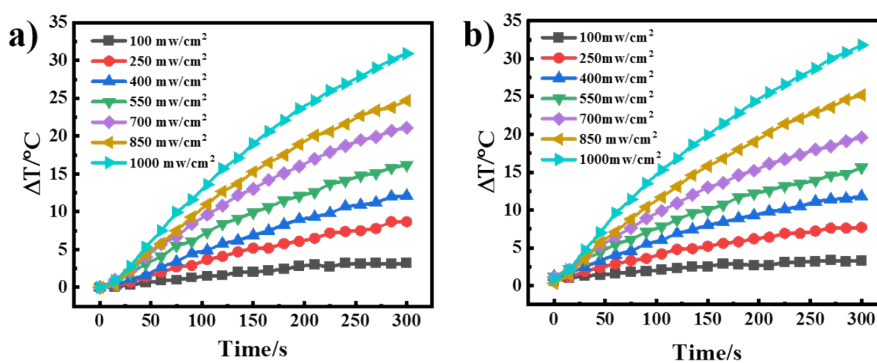 a)
35
30
25
20
15
10
5
0
ΔT/°C
100 mw/cm²
250 mw/cm²
400 mw/cm²
550 mw/cm²
700 mw/cm²
850 mw/cm²
1000 mw/cm²
0 50 100 150 200 250 300
Time/s
b)
35
30
25
20
15
10
5
0
ΔT/°C
100mw/cm²
250mw/cm²
400mw/cm²
550mw/cm²
700mw/cm²
850 mw/cm²
1000mw/cm²
0 50 100 150 200 250 300
Time/s